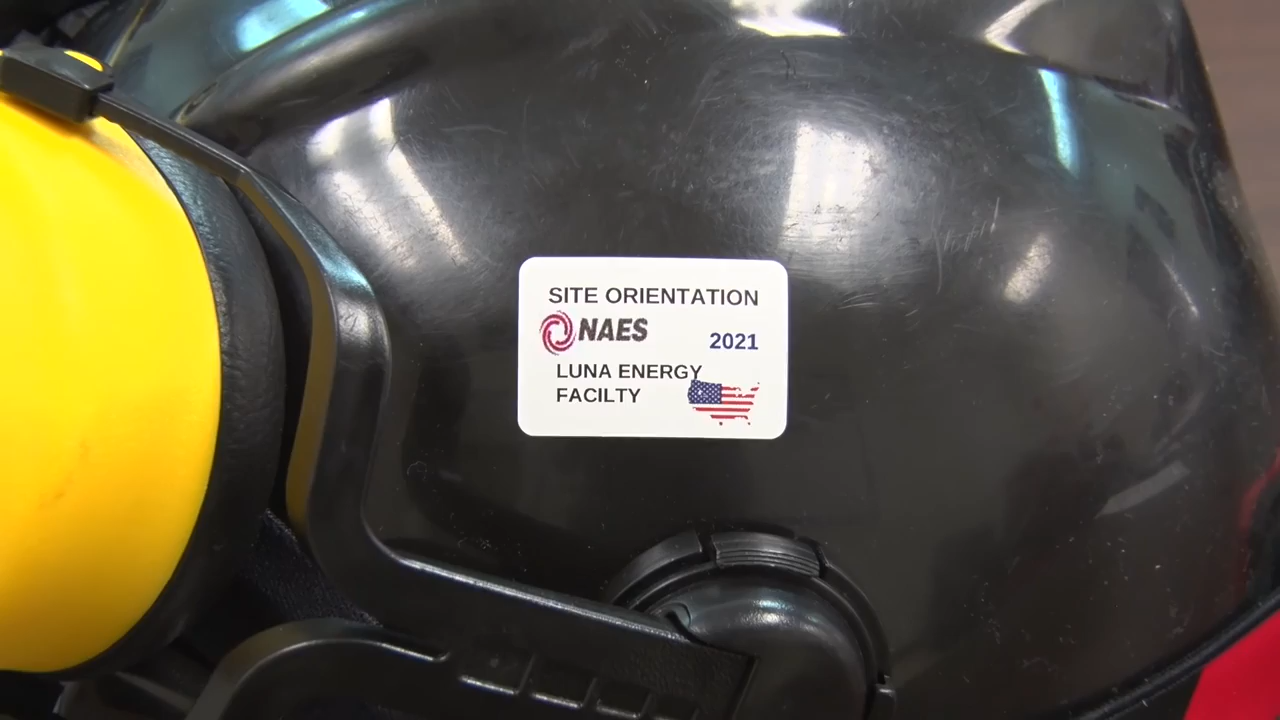 SITE ORIENTATION
NAES
2021
LUNA ENERGY
FACILTY